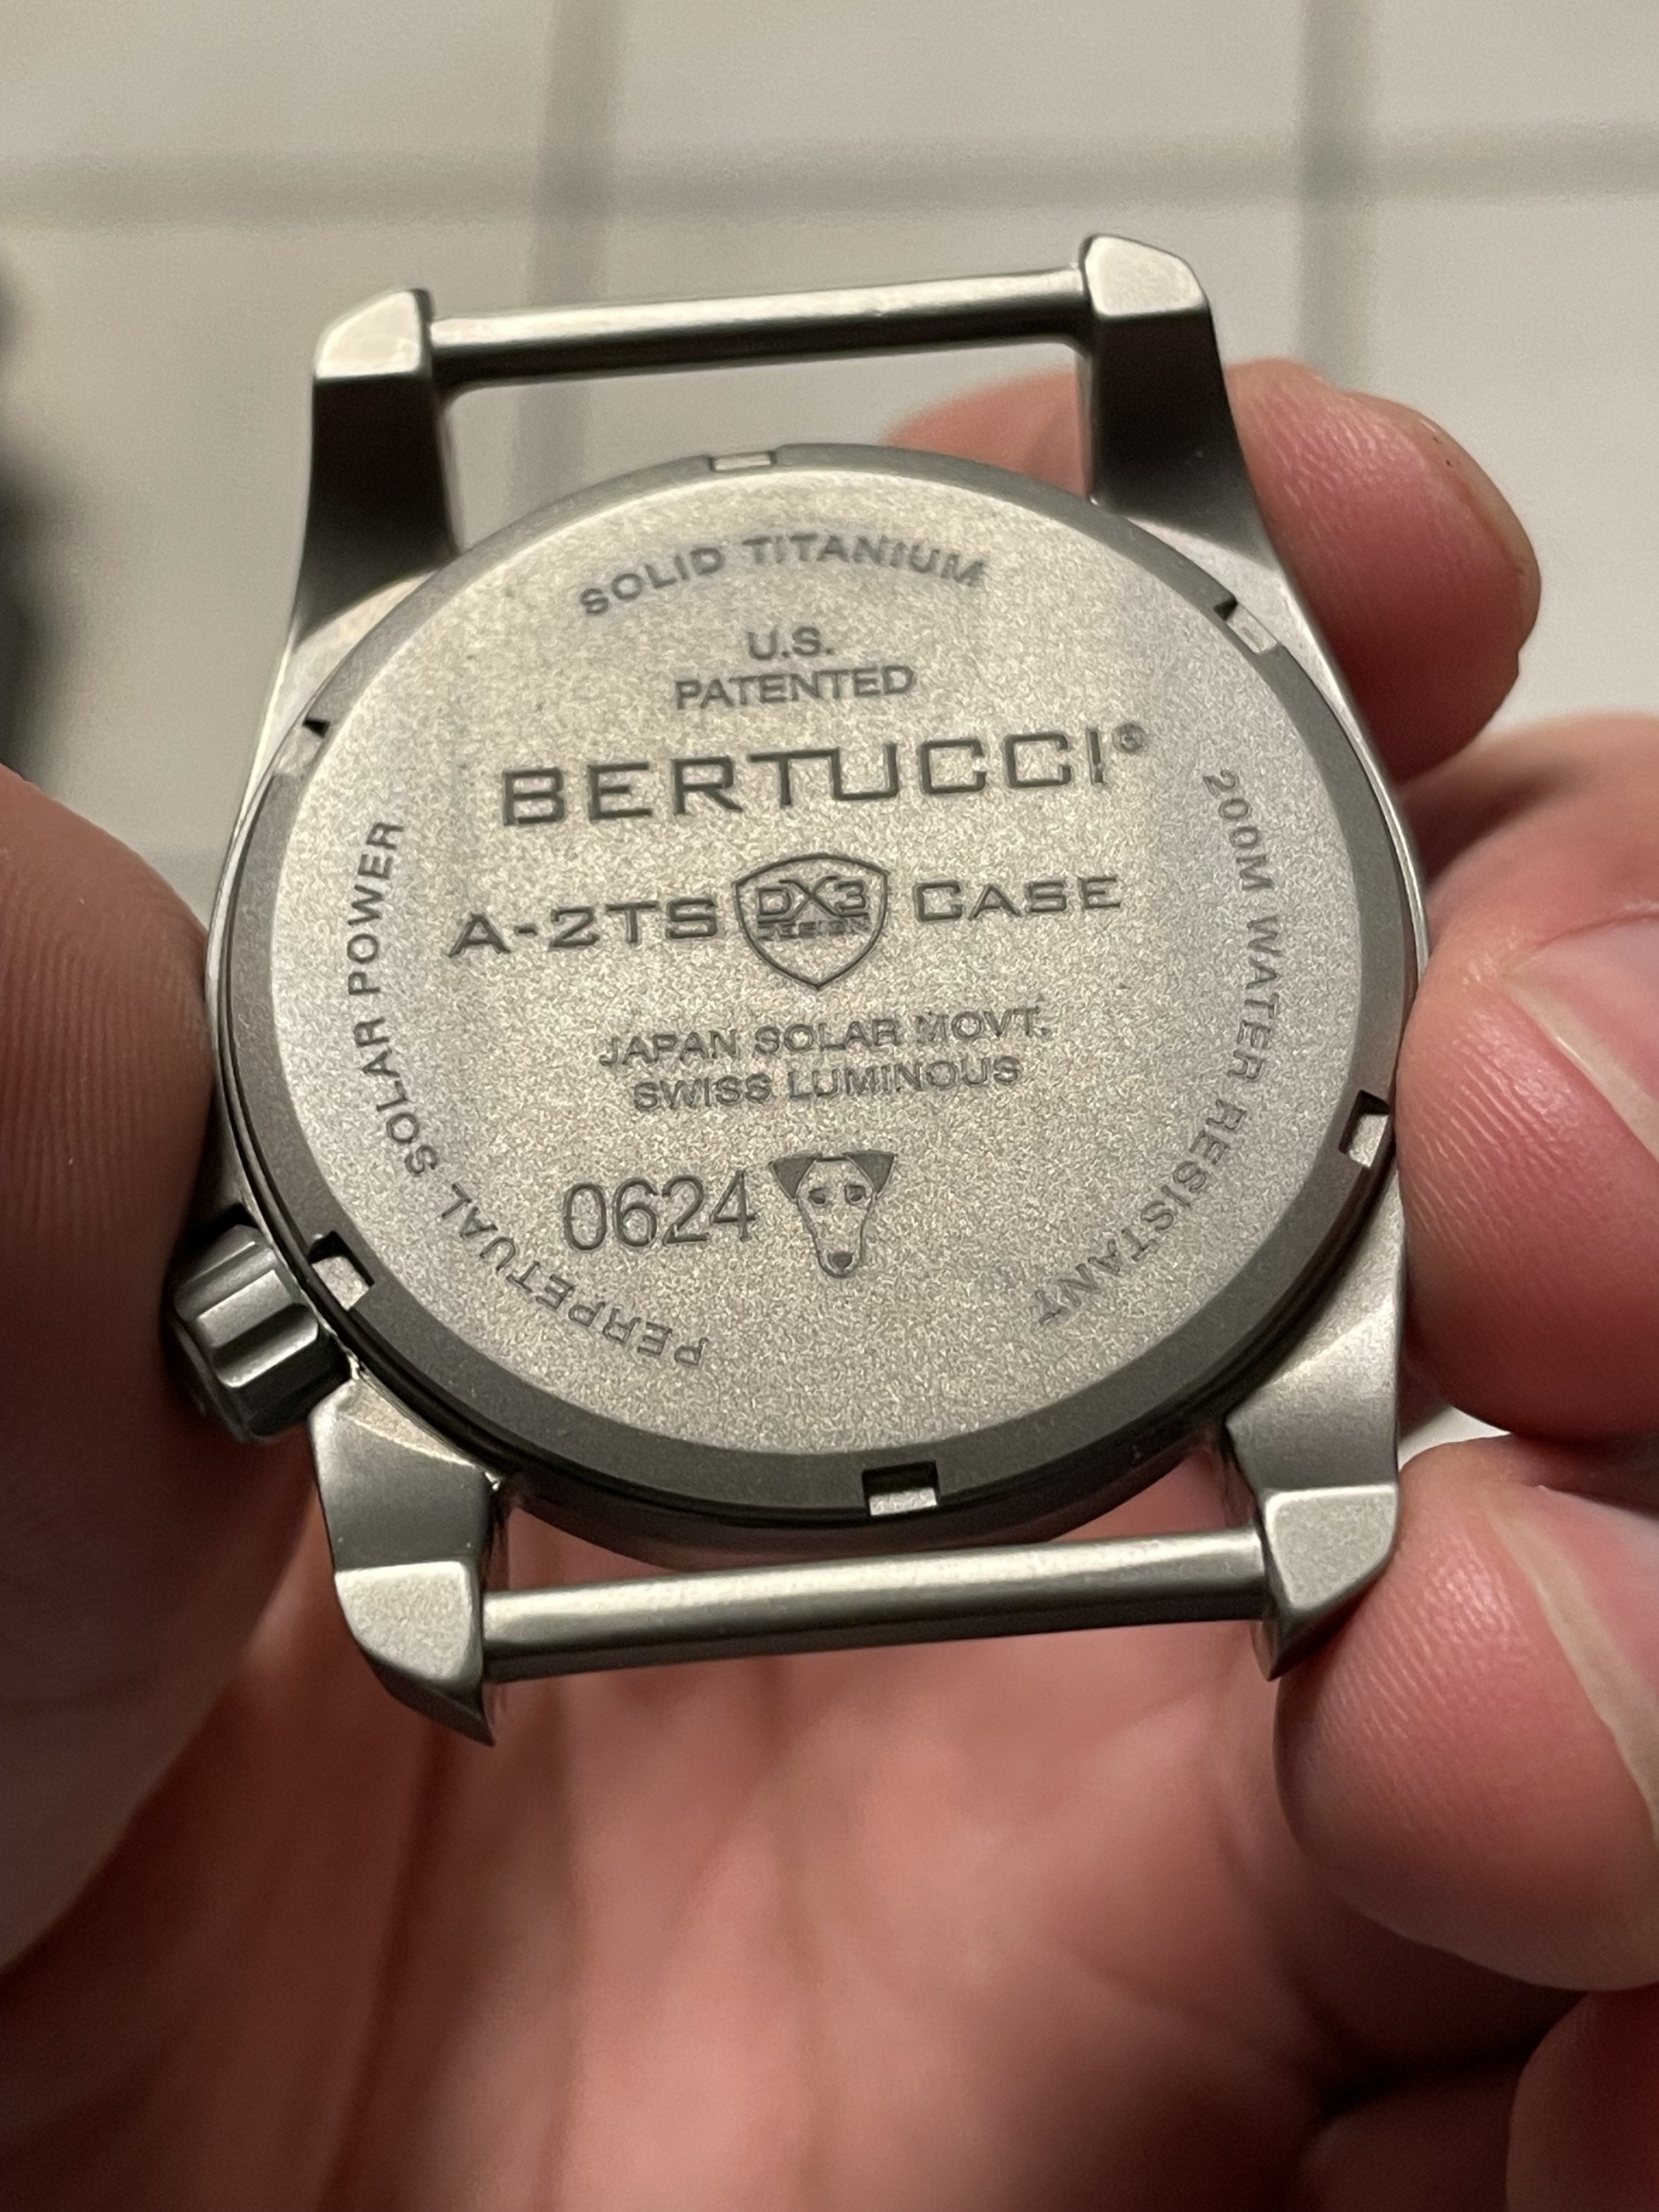 SOLID TITANIUM
U.S.
PATENTED
BERTUCCI®
A-2TS DX3 DESIGN CASE
JAPAN SOLAR MOVT.
SWISS LUMINOUS
0624
PERPETUAL SOLAR POWER
200M WATER RESISTANT